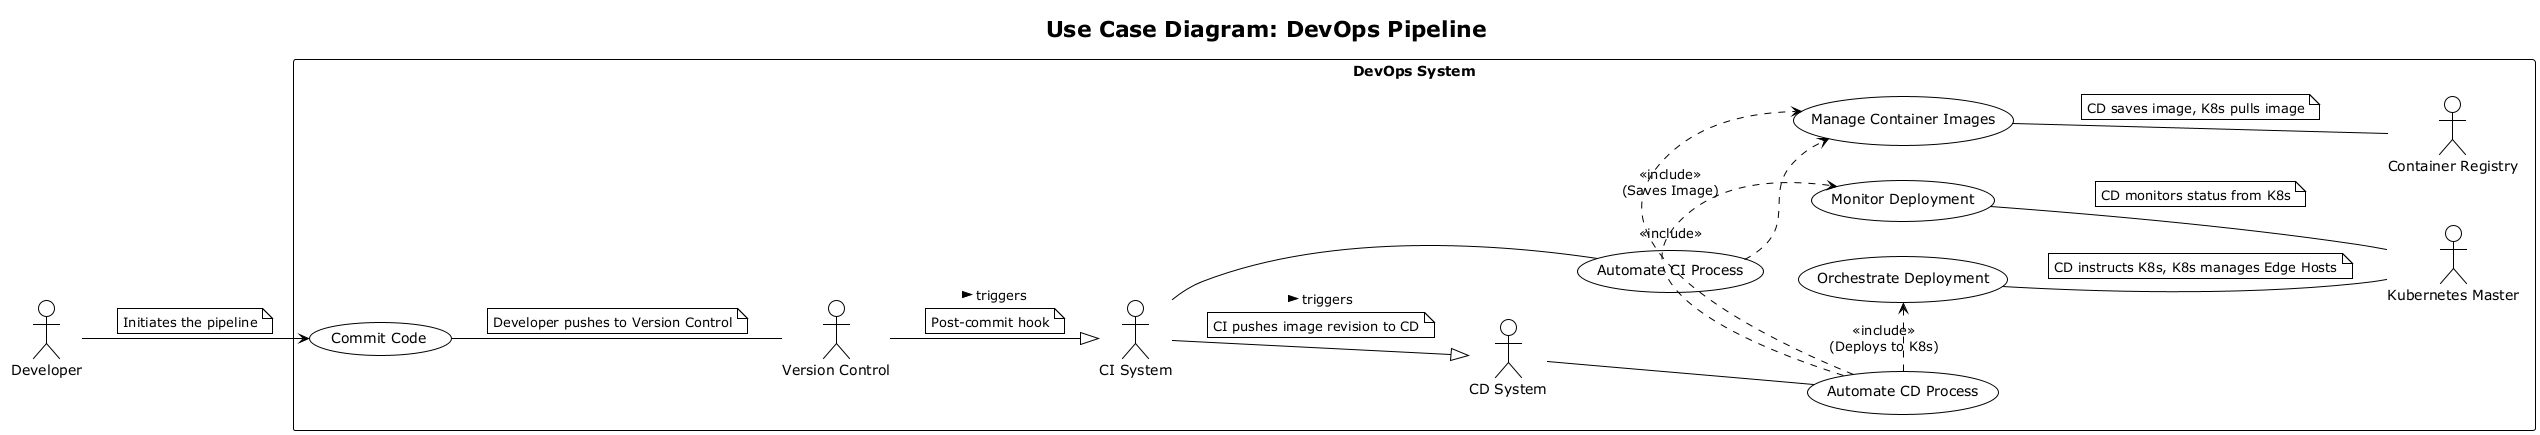 Use Case Diagram: DevOps Pipeline
DevOps System
CD saves image, K8s pulls image
Manage Container Images
Container Registry
«include»
(Saves Image)
CD monitors status from K8s
Monitor Deployment
«include»
Automate CI Process
CD instructs K8s, K8s manages Edge Hosts
Orchestrate Deployment
Kubernetes Master
► triggers
► triggers
Initiates the pipeline
Developer pushes to Version Control
Post-commit hook
CI pushes image revision to CD
«include»
(Deploys to K8s)
Commit Code
Developer
Version Control
CI System
CD System
Automate CD Process